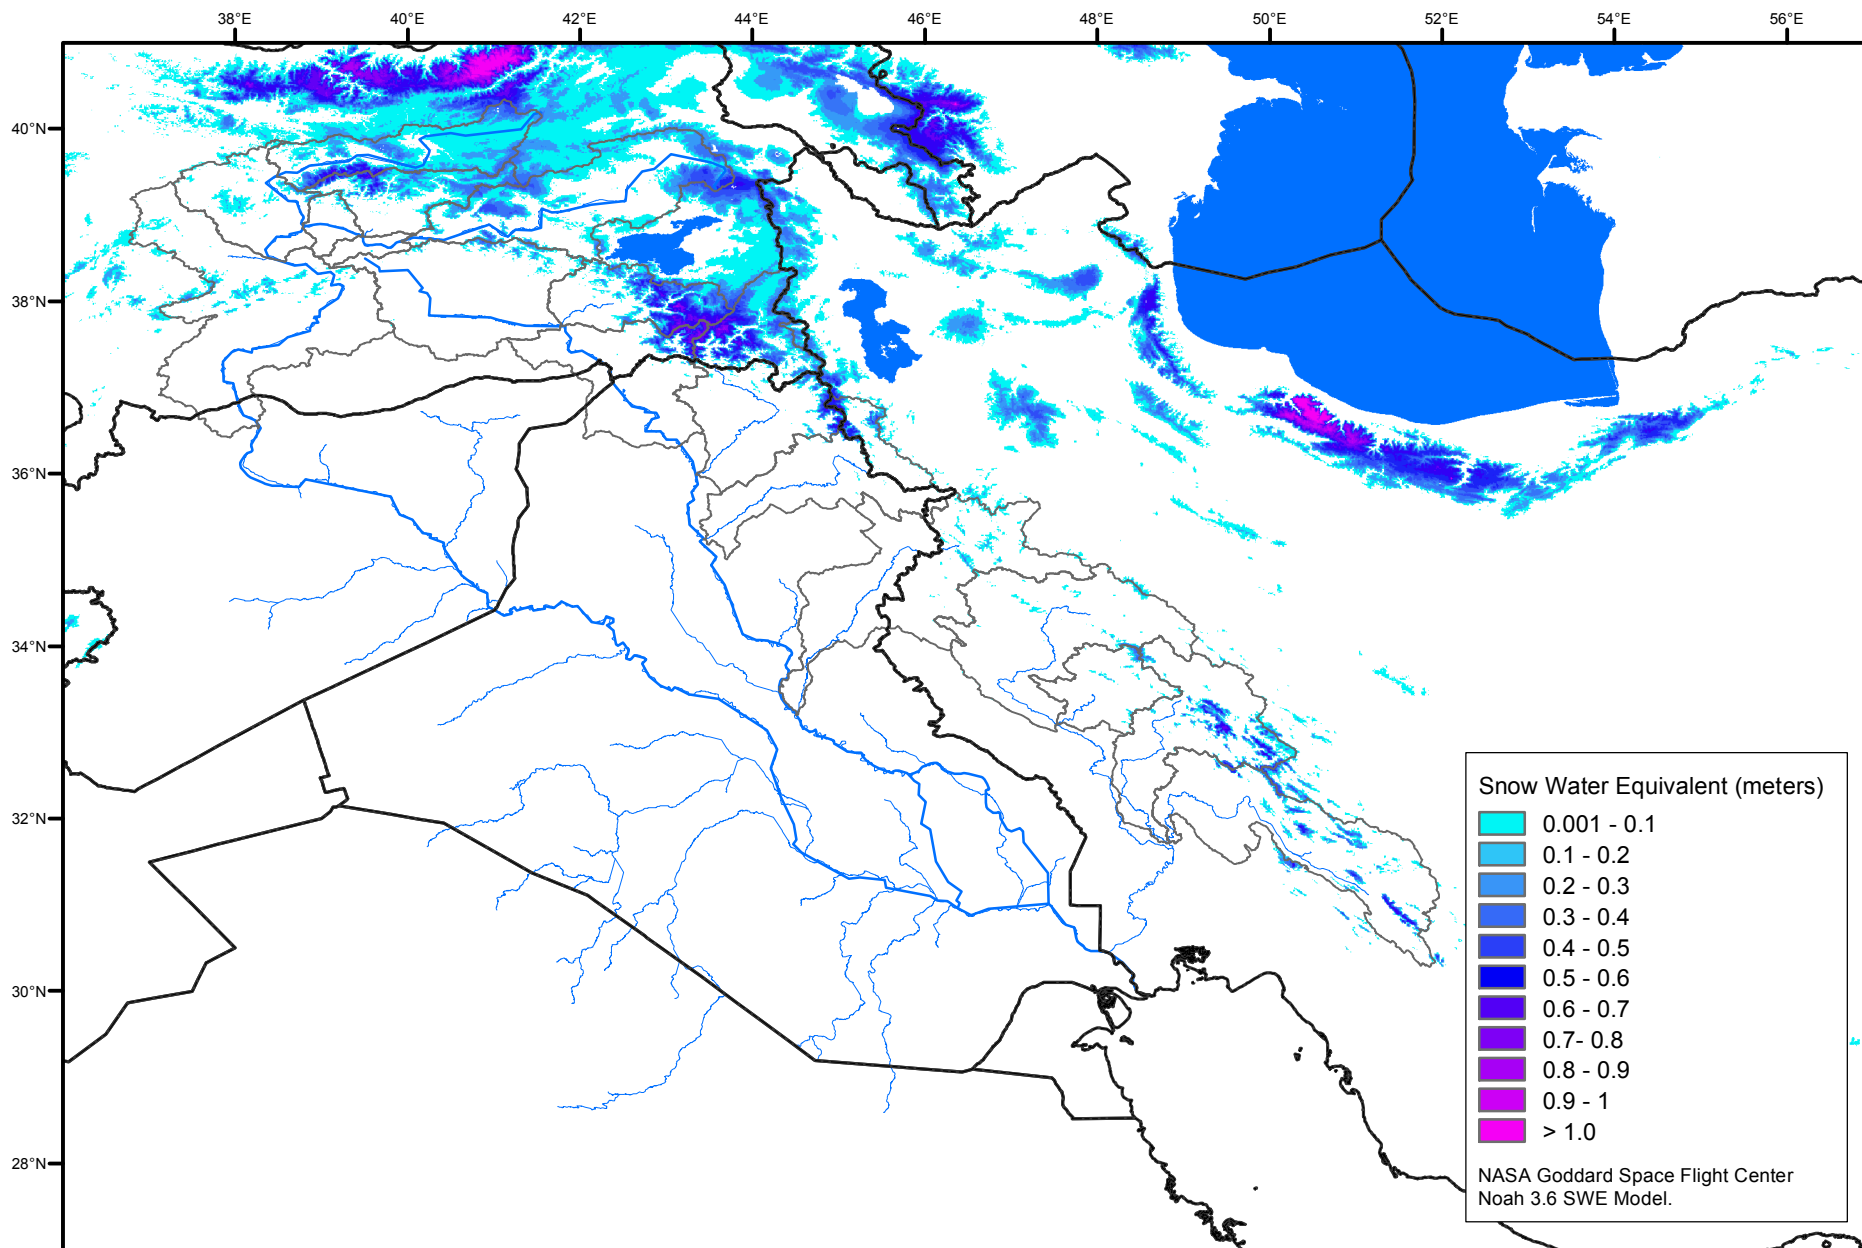 38°E 40°E 42°E 44°E 46°E 48°E 50°E 52°E 54°E 56°E
40°N
38°N
36°N
34°N
32°N
30°N
28°N
Snow Water Equivalent (meters)
0.001 - 0.1
0.1 - 0.2
0.2 - 0.3
0.3 - 0.4
0.4 - 0.5
0.5 - 0.6
0.6 - 0.7
0.7- 0.8
0.8 - 0.9
0.9 - 1
> 1.0
NASA Goddard Space Flight Center
Noah 3.6 SWE Model.